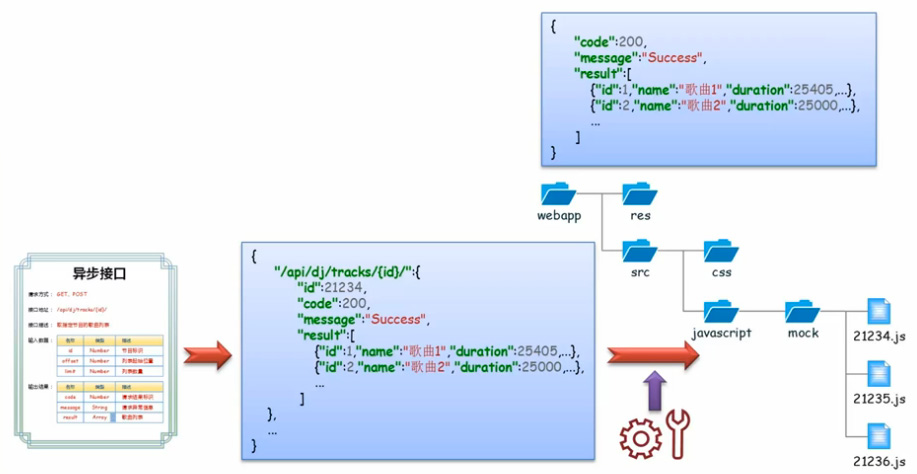 {
"code":200,
"message":"Success",
"result":[
{"id":1,"name":"歌曲1","duration":25405,...},
{"id":2,"name":"歌曲2","duration":25000,...},
...
]
}
webapp
res
src
css
javascript
mock
21234.js
21235.js
21236.js
异步接口
请求方式： GET、POST
接口地址： /api/dj/tracks/{id}/
接口描述： 取指定节目的歌曲列表
输入数据：
名称 类型 描述
id Number 节目标识
offset Number 列表起始位置
limit Number 列表数量
输出结果：
名称 类型 描述
code Number 请求结果标识
message String 请求异常信息
result Array 歌曲列表
{
"/api/dj/tracks/{id}/":{
"id":21234,
"code":200,
"message":"Success",
"result":[
{"id":1,"name":"歌曲1","duration":25405,...},
{"id":2,"name":"歌曲2","duration":25000,...},
...
]
},
...
}